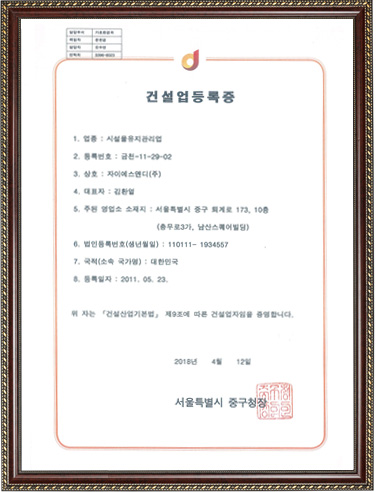 건설업등록증
1. 업종 : 시설물유지관리업
2. 등록번호 : 금천-11-29-02
3. 상호 : 자이에스앤디(주)
4. 대표자 : 김환열
5. 주된 영업소 소재지 : 서울특별시 중구 퇴계로 173, 10층
(충무로3가, 남산스퀘어빌딩)
6. 법인등록번호(생년월일) : 110111- 1934557
7. 국적(소속 국가명) : 대한민국
8. 등록일자 : 2011. 05. 23.
위 자는 「건설산업기본법」 제9조에 따른 건설업자임을 증명합니다.
2018년 4월 12일
서울특별시 중구청장